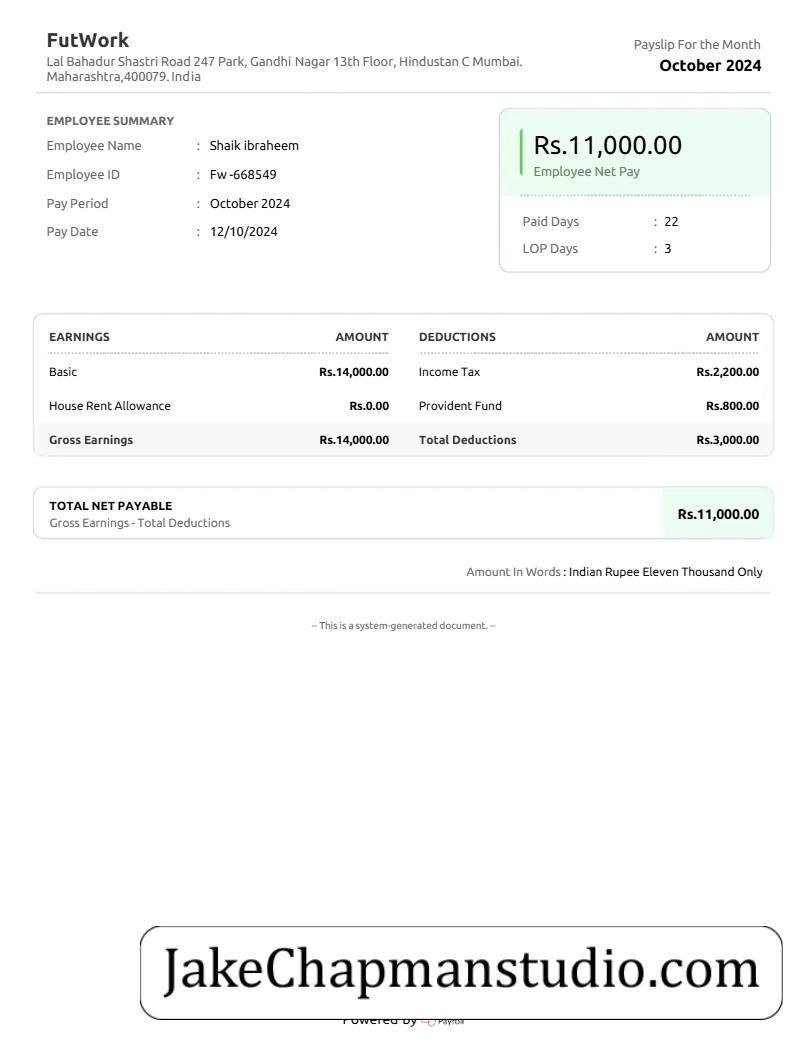 FutWork
Lal Bahadur Shastri Road 247 Park, Gandhi Nagar 13th Floor, Hindustan C Mumbai.
Maharashtra,400079. India
Payslip For the Month
October 2024
EMPLOYEE SUMMARY
Employee Name : Shaik ibraheem
Employee ID : Fw -668549
Pay Period : October 2024
Pay Date : 12/10/2024
Rs.11,000.00
Employee Net Pay
Paid Days : 22
LOP Days : 3
EARNINGS AMOUNT DEDUCTIONS AMOUNT
Basic Rs.14,000.00 Income Tax Rs.2,200.00
House Rent Allowance Rs.0.00 Provident Fund Rs.800.00
Gross Earnings Rs.14,000.00 Total Deductions Rs.3,000.00
TOTAL NET PAYABLE
Gross Earnings - Total Deductions
Rs.11,000.00
Amount In Words : Indian Rupee Eleven Thousand Only
-- This is a system-generated document. --
JakeChapmanstudio.com
Powered by Payroll